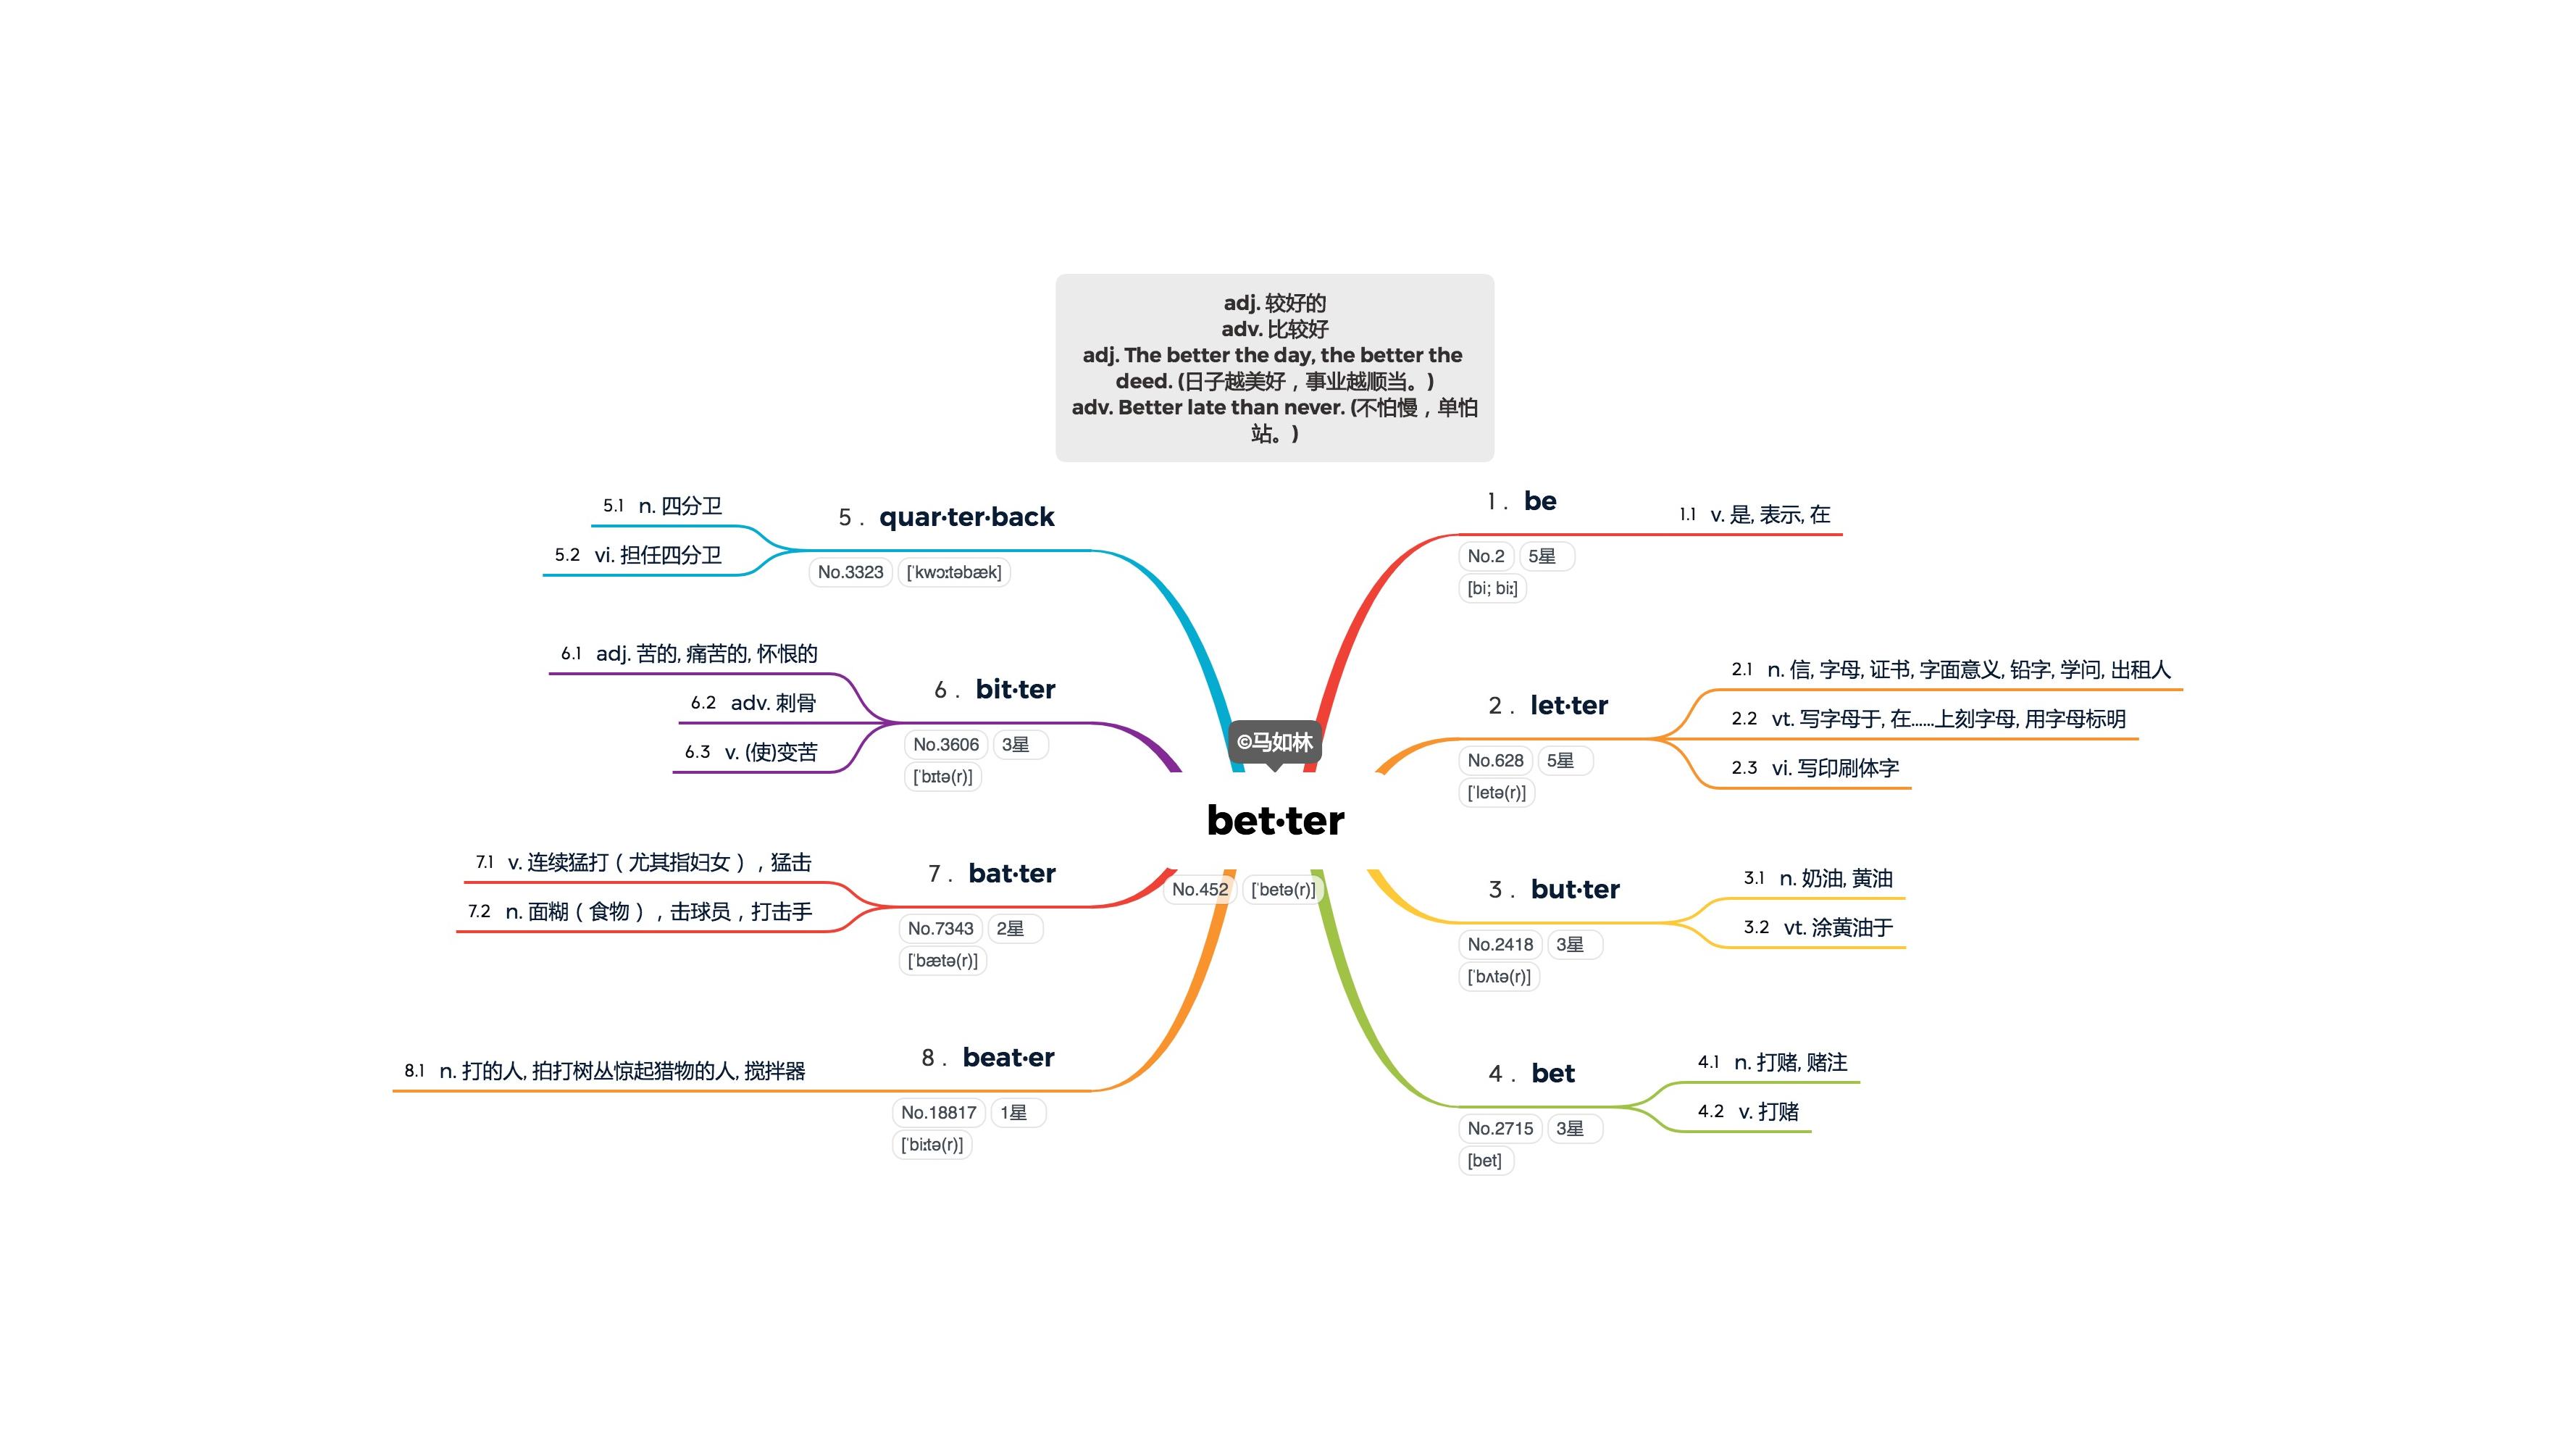 adj. 较好的
adv. 比较好
adj. The better the day, the better the
deed. (日子越美好，事业越顺当。)
adv. Better late than never. (不怕慢，单怕
站。)
©马如林
bet·ter
No.452 [ˈbetə(r)]
1. be
No.2 5星
[bi; biː]
1.1 v. 是, 表示, 在
2. let·ter
No.628 5星
[ˈletə(r)]
2.1 n. 信, 字母, 证书, 字面意义, 铅字, 学问, 出租人
2.2 vt. 写字母于, 在……上刻字母, 用字母标明
2.3 vi. 写印刷体字
3. but·ter
No.2418 3星
[ˈbʌtə(r)]
3.1 n. 奶油, 黄油
3.2 vt. 涂黄油于
4. bet
No.2715 3星
[bet]
4.1 n. 打赌, 赌注
4.2 v. 打赌
5. quar·ter·back
No.3323 [ˈkwɔːtəbæk]
5.1 n. 四分卫
5.2 vi. 担任四分卫
6. bit·ter
No.3606 3星
[ˈbɪtə(r)]
6.1 adj. 苦的, 痛苦的, 怀恨的
6.2 adv. 刺骨
6.3 v. (使)变苦
7. bat·ter
No.7343 2星
[ˈbætə(r)]
7.1 v. 连续猛打（尤其指妇女），猛击
7.2 n. 面糊（食物），击球员，打击手
8. beat·er
No.18817 1星
[ˈbiːtə(r)]
8.1 n. 打的人, 拍打树丛惊起猎物的人, 搅拌器